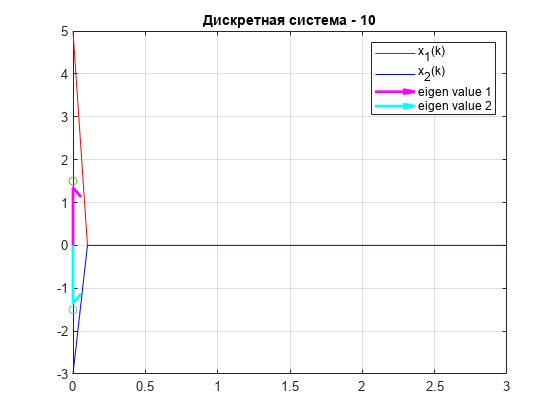 Дискретная система - 10
x1(k)
x2(k)
eigen value 1
eigen value 2
5
4
3
2
1
0
-1
-2
-3
0 0.5 1 1.5 2 2.5 3